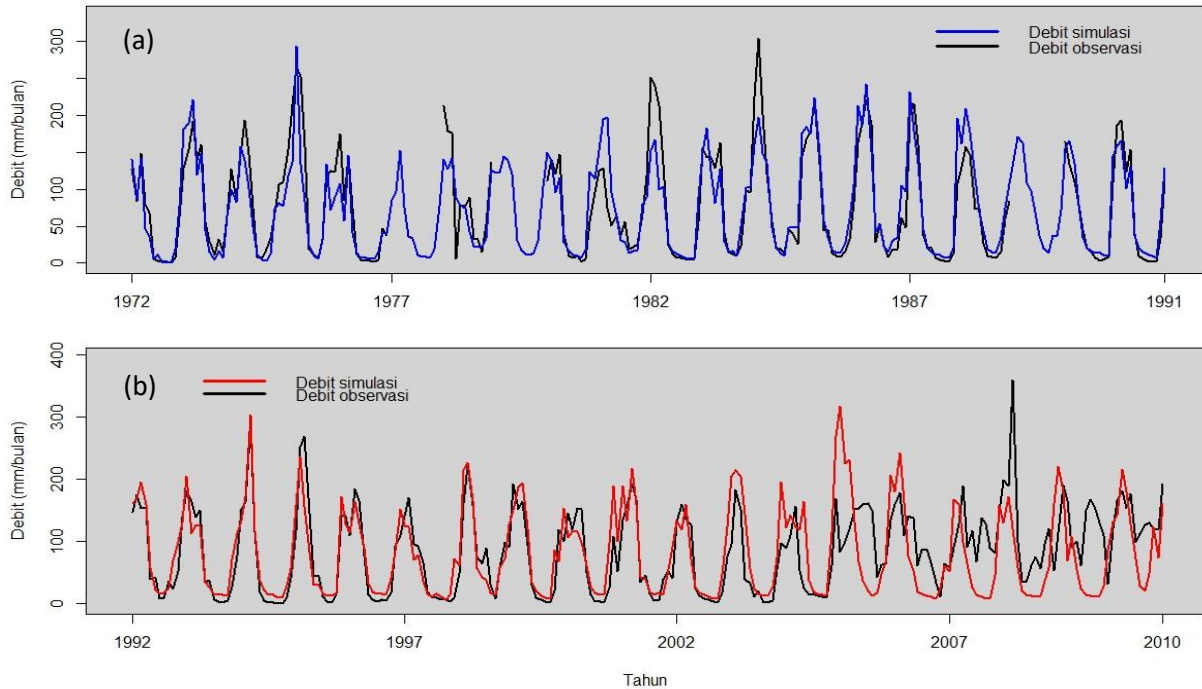 (a)
Debit simulasi
Debit observasi
Debit (mm/bulan)
300
200
100
50
0
1972
1977
1982
1987
1991
(b)
Debit simulasi
Debit observasi
Debit (mm/bulan)
400
300
200
100
0
1992
1997
2002
2007
2010
Tahun